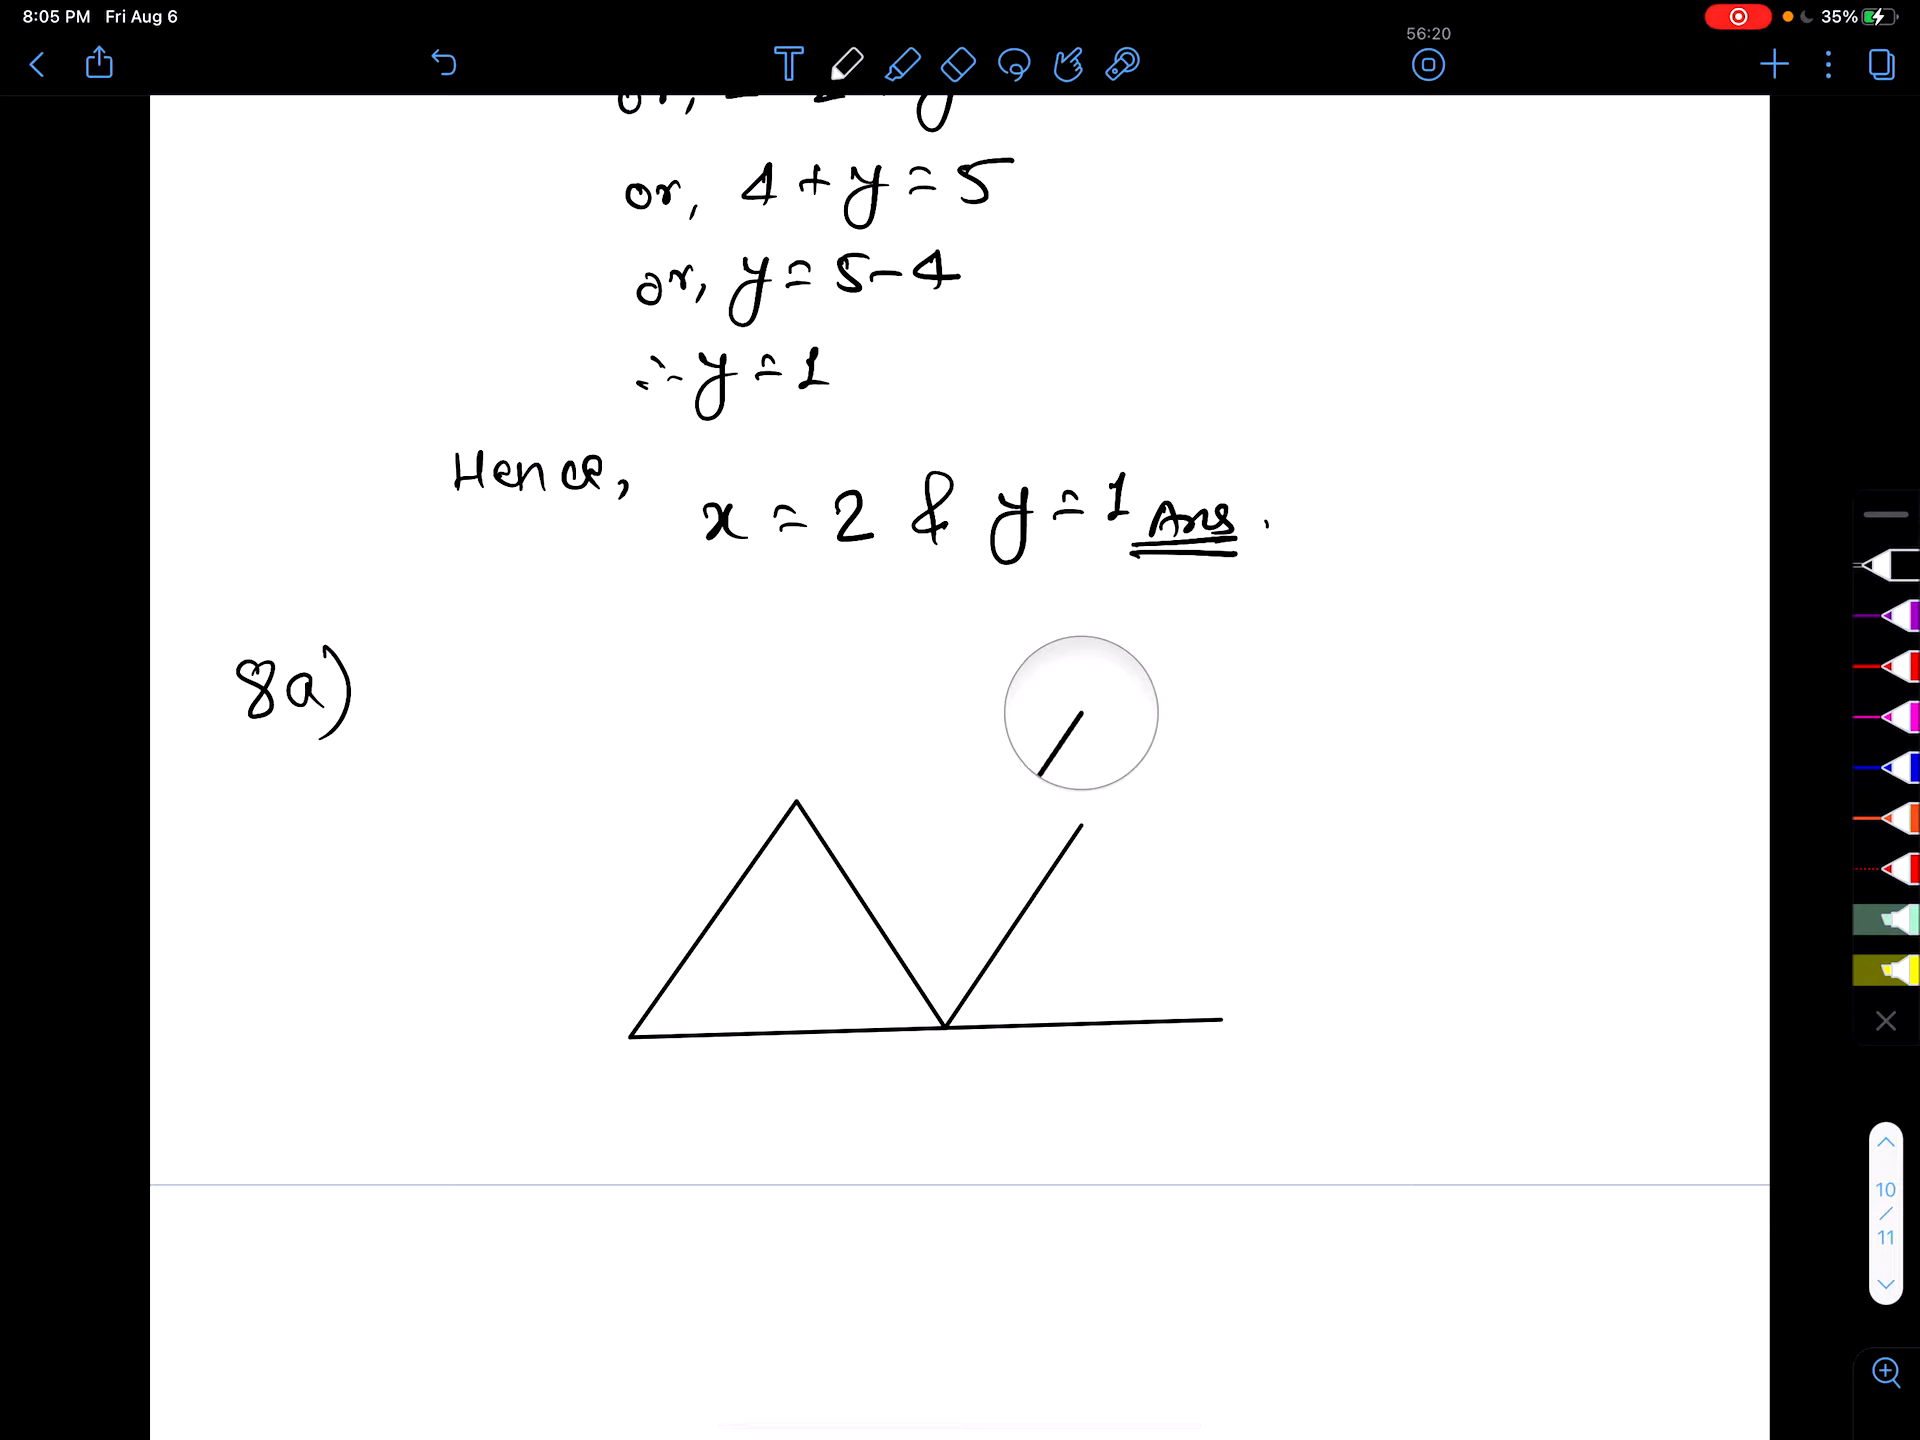 8:05 PM Fri Aug 6
35%
56:20
or, 4 + y = 5
or, y = 5 - 4
∴ y = 1
Hence,
x = 2 & y = 1 Ans.
8a)
10
/
11